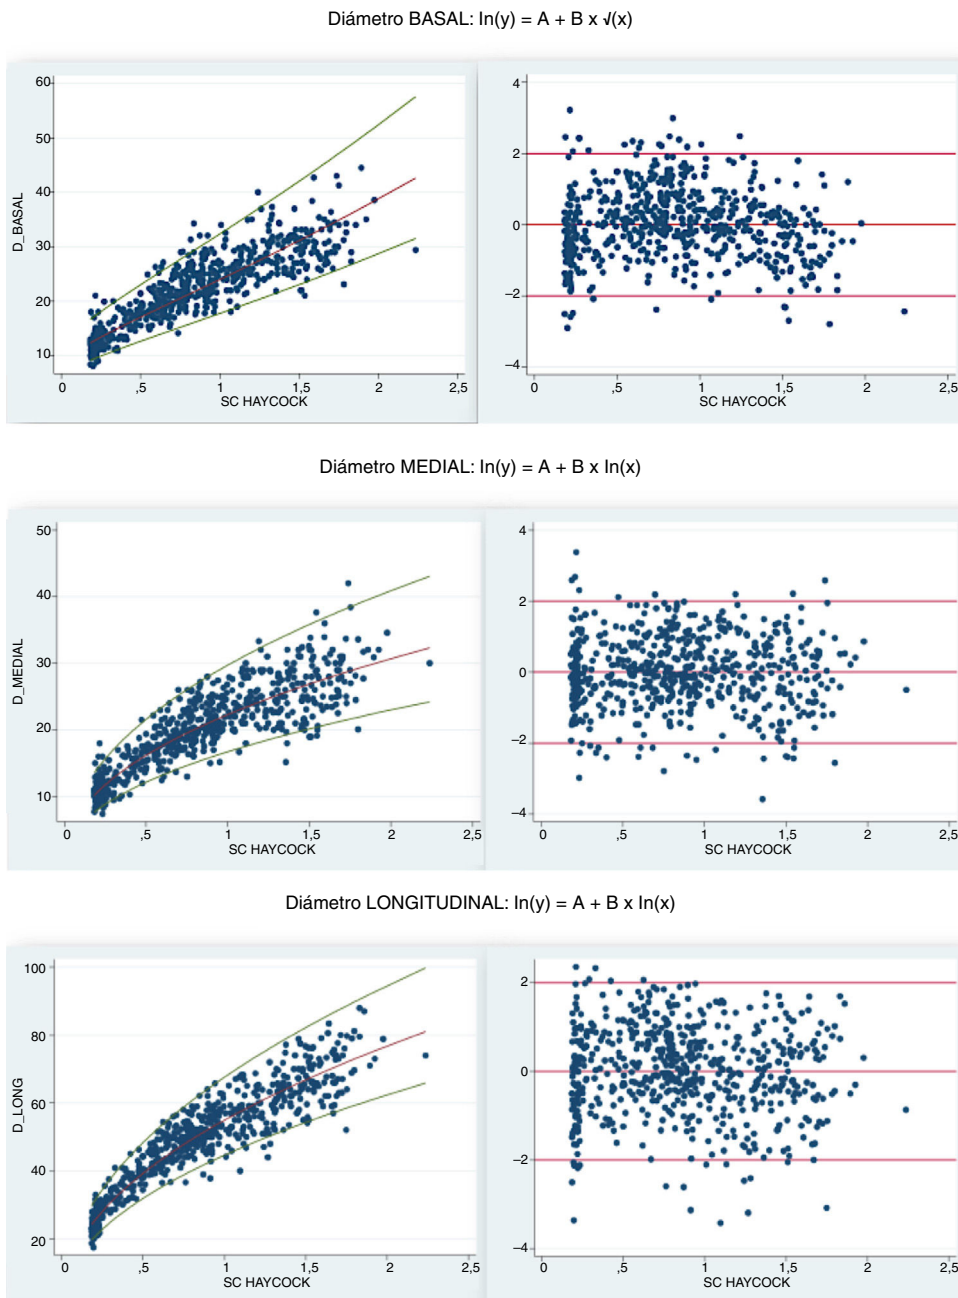 Diámetro BASAL: ln(y) = A + B x √(x)
60
50
40
30
20
10
D_BASAL
0 ,5 1 1,5 2 2,5
SC HAYCOCK
4
2
0
−2
−4
0 ,5 1 1,5 2 2,5
SC HAYCOCK
Diámetro MEDIAL: ln(y) = A + B x ln(x)
50
40
30
20
10
D_MEDIAL
0 ,5 1 1,5 2 2,5
SC HAYCOCK
4
2
0
−2
−4
0 ,5 1 1,5 2 2,5
SC HAYCOCK
Diámetro LONGITUDINAL: ln(y) = A + B x ln(x)
100
80
60
40
20
D_LONG
0 ,5 1 1,5 2 2,5
SC HAYCOCK
2
0
−2
−4
0 ,5 1 1,5 2 2,5
SC HAYCOCK